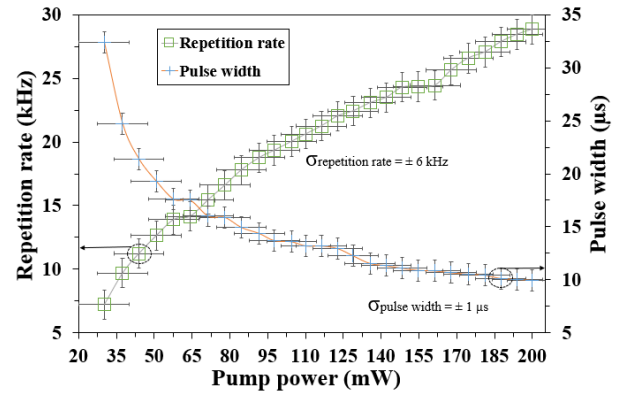 30
25
20
15
10
5
Repetition rate (kHz)
Repetition rate
Pulse width
σrepetition rate = ± 6 kHz
σpulse width = ± 1 µs
35
30
25
20
15
10
5
Pulse width (µs)
20 35 50 65 80 95 110 125 140 155 170 185 200
Pump power (mW)